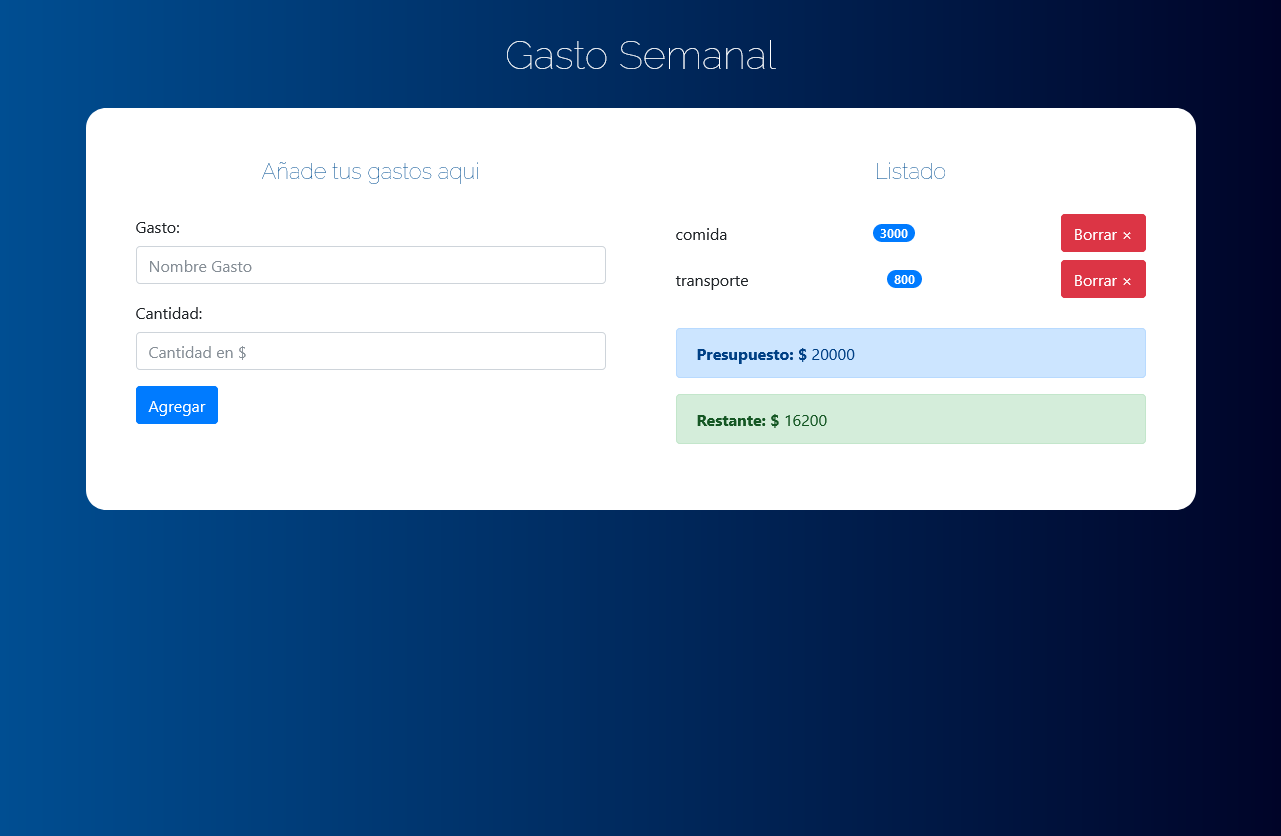 Gasto Semanal
Añade tus gastos aqui
Gasto:
Nombre Gasto
Cantidad:
Cantidad en $
Agregar
Listado
comida 3000 Borrar ×
transporte 800 Borrar ×
Presupuesto: $ 20000
Restante: $ 16200